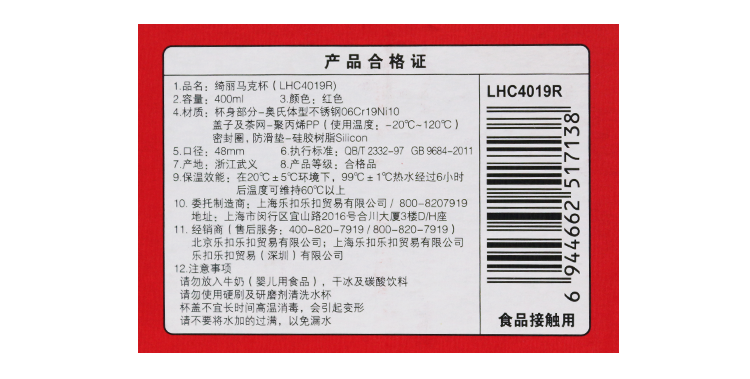 产品合格证
1.品名：绮丽马克杯（LHC4019R）
2.容量：400ml 3.颜色：红色
4.材质：杯身部分-奥氏体型不锈钢06Cr19Ni10
盖子及茶网-聚丙烯PP（使用温度：-20℃~120℃）
密封圈,防滑垫-硅胶树脂Silicon
5.口径：48mm 6.执行标准：QB/T 2332-97 GB 9684-2011
7.产地：浙江武义 8.产品等级：合格品
9.保温效能：在20℃±5℃环境下，99℃±1℃热水经过6小时
后温度可维持60℃以上
10.委托制造商：上海乐扣乐扣贸易有限公司/ 800-8207919
地址：上海市闵行区宜山路2016号合川大厦3楼D/H座
11.经销商（售后服务：400-820-7919/800-820-7919）
北京乐扣乐扣贸易有限公司；上海乐扣乐扣贸易有限公司
乐扣乐扣贸易（深圳）有限公司
12.注意事项
请勿放入牛奶（婴儿用食品），干冰及碳酸饮料
请勿使用硬刷及研磨剂清洗水杯
杯盖不宜长时间高温消毒，会引起变形
请不要将水加的过满，以免漏水
LHC4019R
6 944662 517138
食品接触用